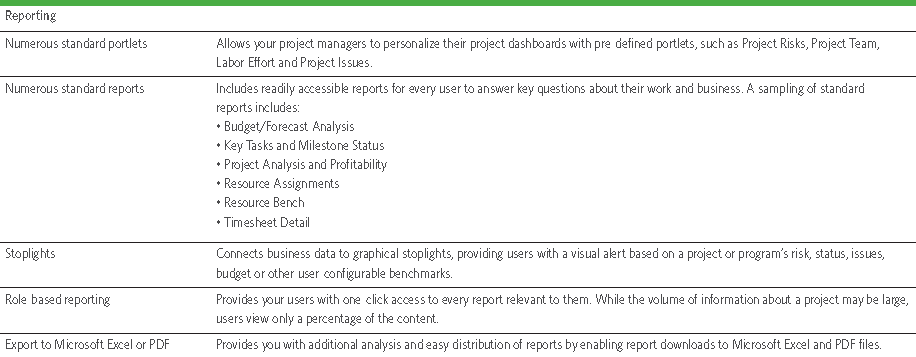 Reporting
Numerous standard portlets
Allows your project managers to personalize their project dashboards with pre defined portlets, such as Project Risks, Project Team,
Labor Effort and Project Issues.
Numerous standard reports
Includes readily accessible reports for every user to answer key questions about their work and business. A sampling of standard
reports includes:
• Budget/Forecast Analysis
• Key Tasks and Milestone Status
• Project Analysis and Profitability
• Resource Assignments
• Resource Bench
• Timesheet Detail
Stoplights
Connects business data to graphical stoplights, providing users with a visual alert based on a project or program's risk, status, issues,
budget or other user configurable benchmarks.
Role based reporting
Provides your users with one click access to every report relevant to them. While the volume of information about a project may be large,
users view only a percentage of the content.
Export to Microsoft Excel or PDF
Provides you with additional analysis and easy distribution of reports by enabling report downloads to Microsoft Excel and PDF files.